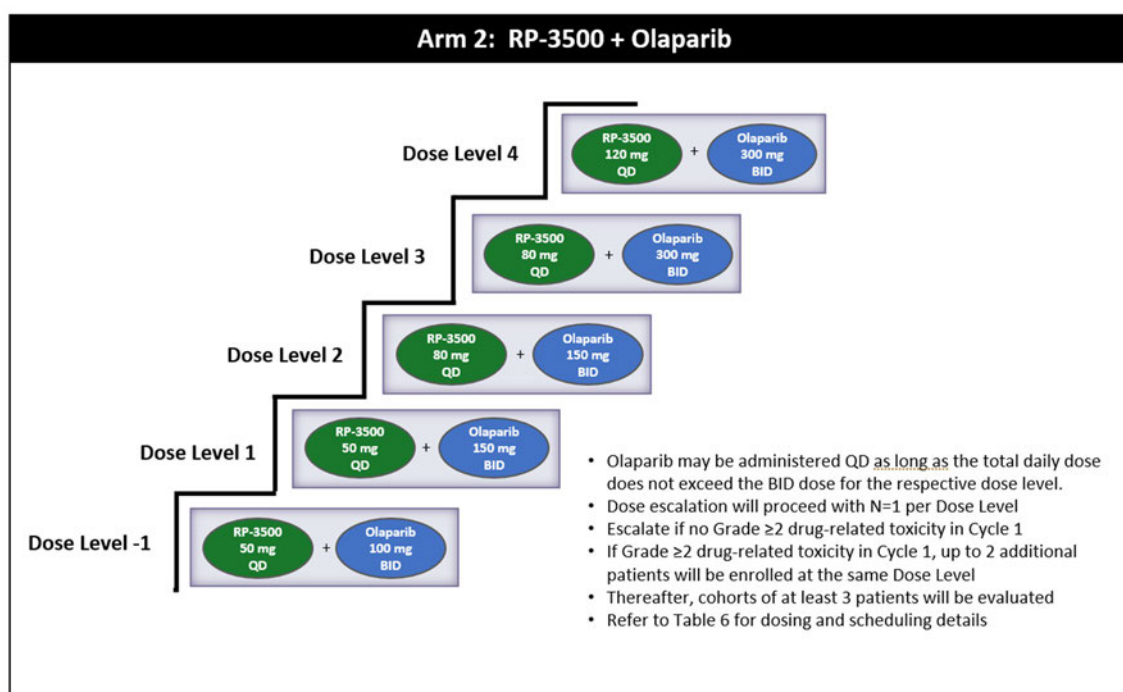 Arm 2: RP-3500 + Olaparib
Dose Level 4
RP-3500
120 mg
QD
+
Olaparib
300 mg
BID
Dose Level 3
RP-3500
80 mg
QD
+
Olaparib
300 mg
BID
Dose Level 2
RP-3500
80 mg
QD
+
Olaparib
150 mg
BID
Dose Level 1
RP-3500
50 mg
QD
+
Olaparib
150 mg
BID
Dose Level -1
RP-3500
50 mg
QD
+
Olaparib
100 mg
BID
• Olaparib may be administered QD as long as the total daily dose
does not exceed the BID dose for the respective dose level.
• Dose escalation will proceed with N=1 per Dose Level
• Escalate if no Grade ≥2 drug-related toxicity in Cycle 1
• If Grade ≥2 drug-related toxicity in Cycle 1, up to 2 additional
patients will be enrolled at the same Dose Level
• Thereafter, cohorts of at least 3 patients will be evaluated
• Refer to Table 6 for dosing and scheduling details